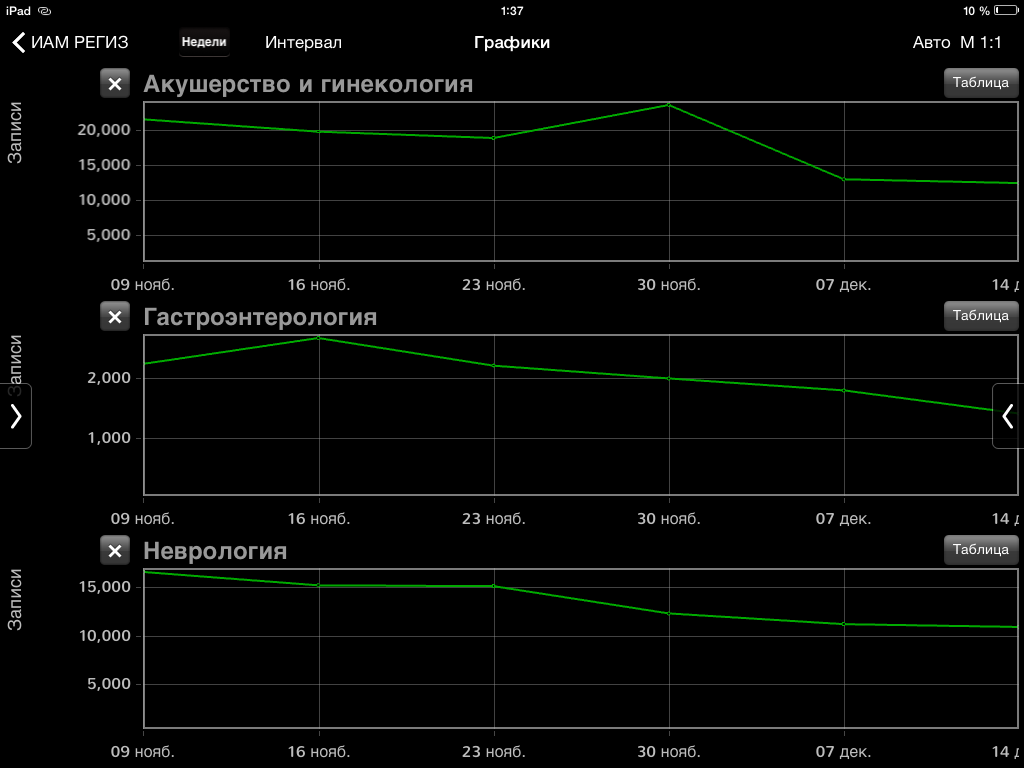 iPad 1:37 10 %
ИАМ РЕГИЗ Недели Интервал Графики Авто М 1:1
Акушерство и гинекология Таблица
Записи
20,000
15,000
10,000
5,000
09 нояб. 16 нояб. 23 нояб. 30 нояб. 07 дек. 14 д
Гастроэнтерология Таблица
Записи
2,000
1,000
09 нояб. 16 нояб. 23 нояб. 30 нояб. 07 дек. 14 д
Неврология Таблица
Записи
15,000
10,000
5,000
09 нояб. 16 нояб. 23 нояб. 30 нояб. 07 дек. 14 д